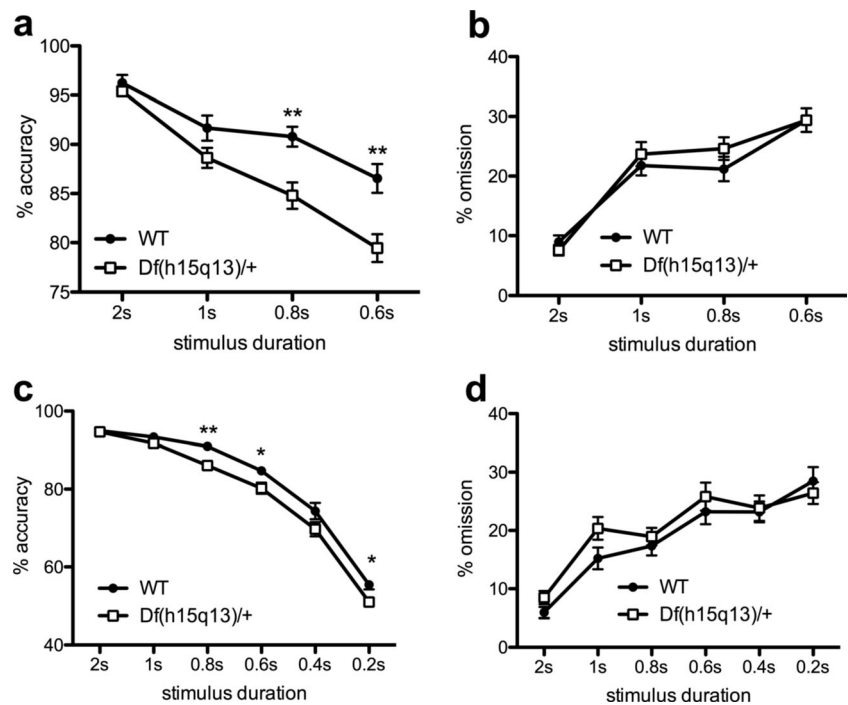 a
100
95
90
85
80
75
% accuracy
**
**
WT
Df(h15q13)/+
2s
1s
0.8s
0.6s
stimulus duration
b
40
30
20
10
0
% omission
WT
Df(h15q13)/+
2s
1s
0.8s
0.6s
stimulus duration
c
100
80
60
40
% accuracy
**
*
*
WT
Df(h15q13)/+
2s
1s
0.8s
0.6s
0.4s
0.2s
stimulus duration
d
40
30
20
10
0
% omission
WT
Df(h15q13)/+
2s
1s
0.8s
0.6s
0.4s
0.2s
stimulus duration